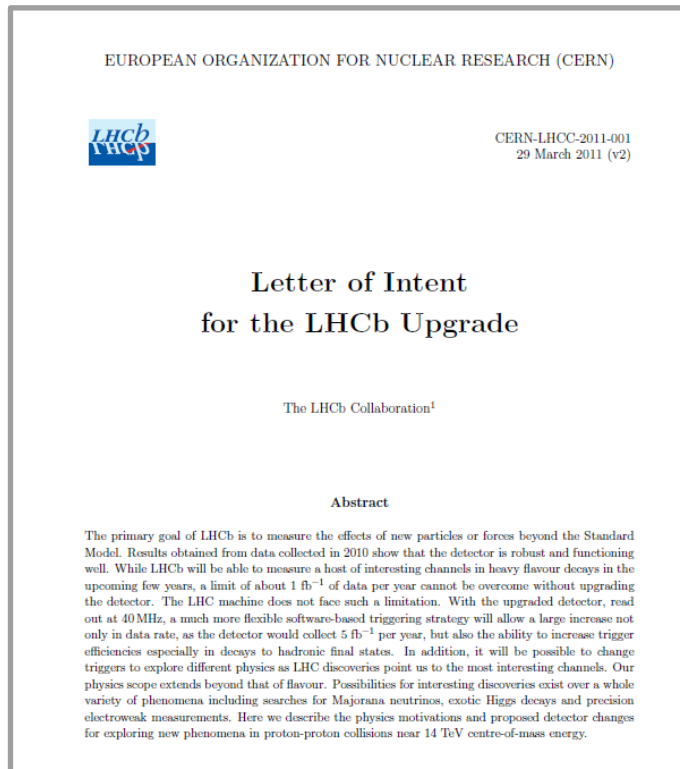 EUROPEAN ORGANIZATION FOR NUCLEAR RESEARCH (CERN)
LHCb
LHCb
CERN-LHCC-2011-001
29 March 2011 (v2)
Letter of Intent
for the LHCb Upgrade
The LHCb Collaboration¹
Abstract
The primary goal of LHCb is to measure the effects of new particles or forces beyond the Standard
Model. Results obtained from data collected in 2010 show that the detector is robust and functioning
well. While LHCb will be able to measure a host of interesting channels in heavy flavour decays in the
upcoming few years, a limit of about 1 fb⁻¹ of data per year cannot be overcome without upgrading
the detector. The LHC machine does not face such a limitation. With the upgraded detector, read
out at 40 MHz, a much more flexible software-based triggering strategy will allow a large increase not
only in data rate, as the detector would collect 5 fb⁻¹ per year, but also the ability to increase trigger
efficiencies especially in decays to hadronic final states. In addition, it will be possible to change
triggers to explore different physics as LHC discoveries point us to the most interesting channels. Our
physics scope extends beyond that of flavour. Possibilities for interesting discoveries exist over a whole
variety of phenomena including searches for Majorana neutrinos, exotic Higgs decays and precision
electroweak measurements. Here we describe the physics motivations and proposed detector changes
for exploring new phenomena in proton-proton collisions near 14 TeV centre-of-mass energy.